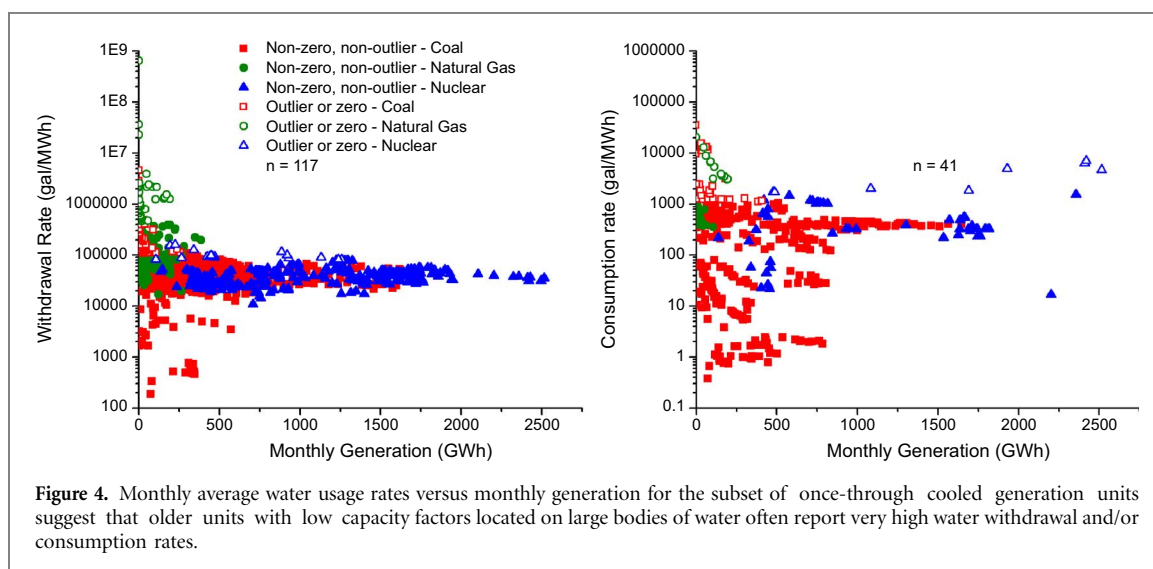 1E9
1E8
1E7
1000000
100000
10000
1000
100
Withdrawal Rate (gal/MWh)
Non-zero, non-outlier - Coal
Non-zero, non-outlier - Natural Gas
Non-zero, non-outlier - Nuclear
Outlier or zero - Coal
Outlier or zero - Natural Gas
Outlier or zero - Nuclear
n = 117
0 500 1000 1500 2000 2500
Monthly Generation (GWh)
1000000
100000
10000
1000
100
10
1
0.1
Consumption rate (gal/MWh)
n = 41
0 500 1000 1500 2000 2500
Monthly Generation (GWh)
Figure 4. Monthly average water usage rates versus monthly generation for the subset of once-through cooled generation units
suggest that older units with low capacity factors located on large bodies of water often report very high water withdrawal and/or
consumption rates.